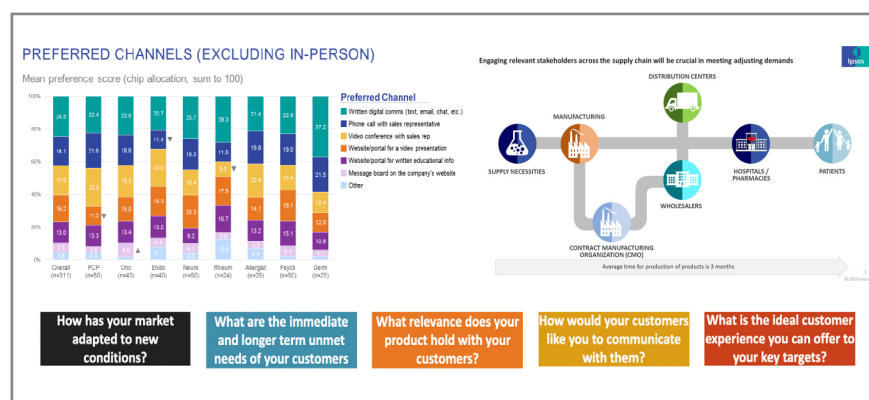 PREFERRED CHANNELS (EXCLUDING IN-PERSON)
Mean preference score (chip allocation, sum to 100)
100%
80%
60%
40%
20%
0%
24.5
22.4
23.6
20.7
25.7
28.3
21.4
22.9
37.2
19.1
21.6
18.6
11.4
19.3
11.5
19.8
19.0
21.5
17.9
23.3
18.3
23.0
15.4
20.4
15.4
12.4
16.2
11.2
18.0
18.3
20.3
17.9
14.1
19.1
12.0
13.0
13.3
13.4
13.2
9.2
16.7
13.2
15.1
10.8
Overall
(n=311)
PCP
(n=50)
Onc
(n=43)
Endo
(n=40)
Neuro
(n=50)
Rheum
(n=24)
Allergist
(n=25)
Psych
(n=50)
Derm
Preferred Channel
Written digital comms (text, email, chat, etc.)
Phone call with sales representative
Video conference with sales rep
Website/portal for a video presentation
Website/portal for written educational info
Message board on the company's website
Other
Engaging relevant stakeholders across the supply chain will be crucial in meeting adjusting demands
Ipsos
DISTRIBUTION CENTERS
MANUFACTURING
SUPPLY NECESSITIES
HOSPITALS /
PHARMACIES
PATIENTS
WHOLESALERS
CONTRACT MANUFACTURING
ORGANIZATION (CMO)
Average time for production of products is 3 months
How has your market
adapted to new
conditions?
What are the immediate
and longer term unmet
needs of your customers
What relevance does your
product hold with your
customers?
How would your customers
like you to communicate
with them?
What is the ideal customer
experience you can offer to
your key targets?